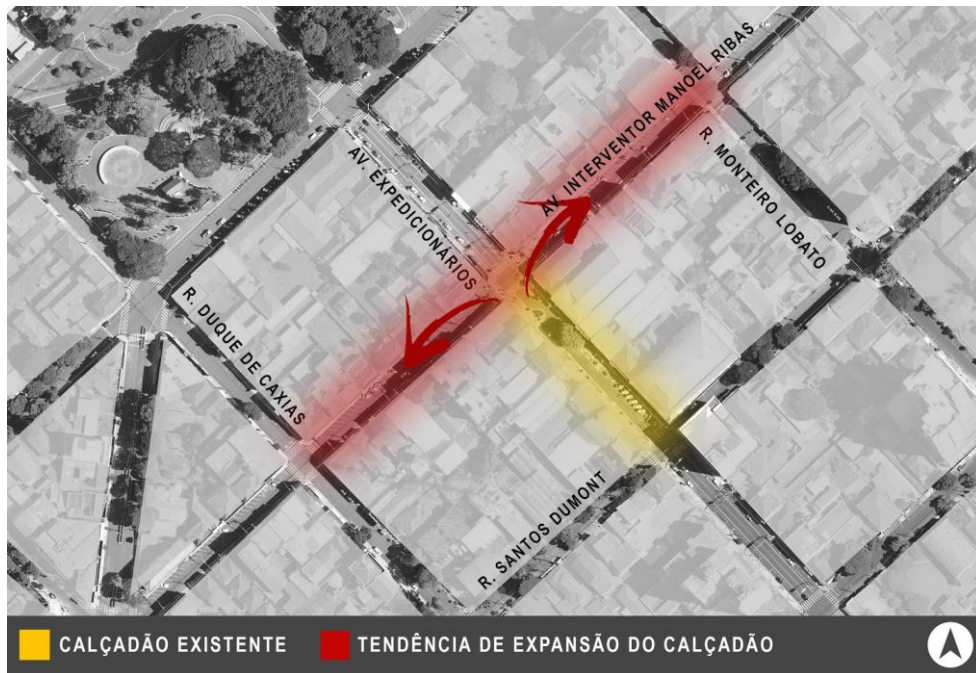 AV. INTERVENTOR MANOEL RIBAS
AV. EXPEDICIONÁRIOS
R. MONTEIRO LOBATO
R. DUQUE DE CAXIAS
R. SANTOS DUMONT
CALÇADÃO EXISTENTE
TENDÊNCIA DE EXPANSÃO DO CALÇADÃO